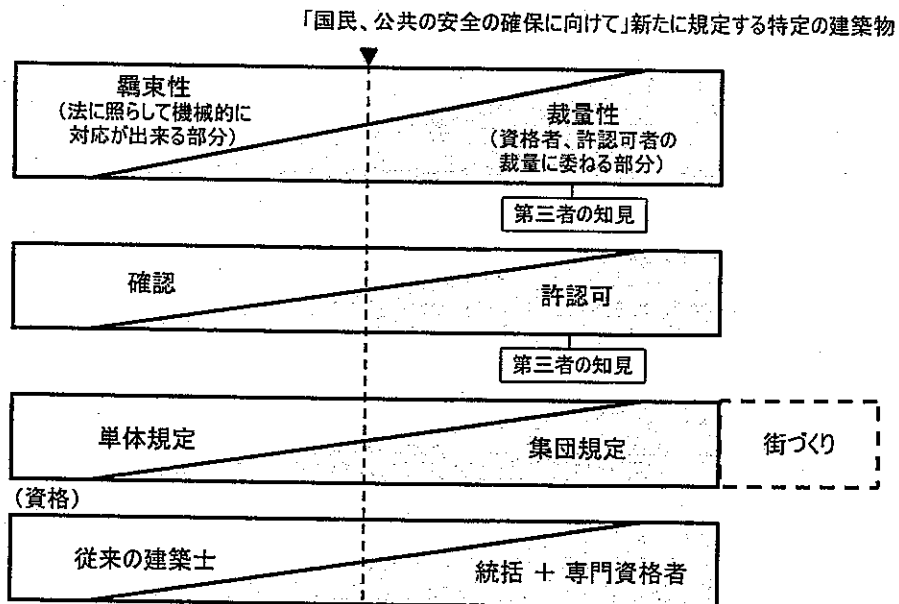 「国民、公共の安全の確保に向けて」新たに規定する特定の建築物
羈束性
(法に照らして機械的に
対応が出来る部分)
裁量性
(資格者、許認可者の
裁量に委ねる部分)
第三者の知見
確認
許認可
第三者の知見
単体規定
集団規定
街づくり
(資格)
従来の建築士
統括 + 専門資格者